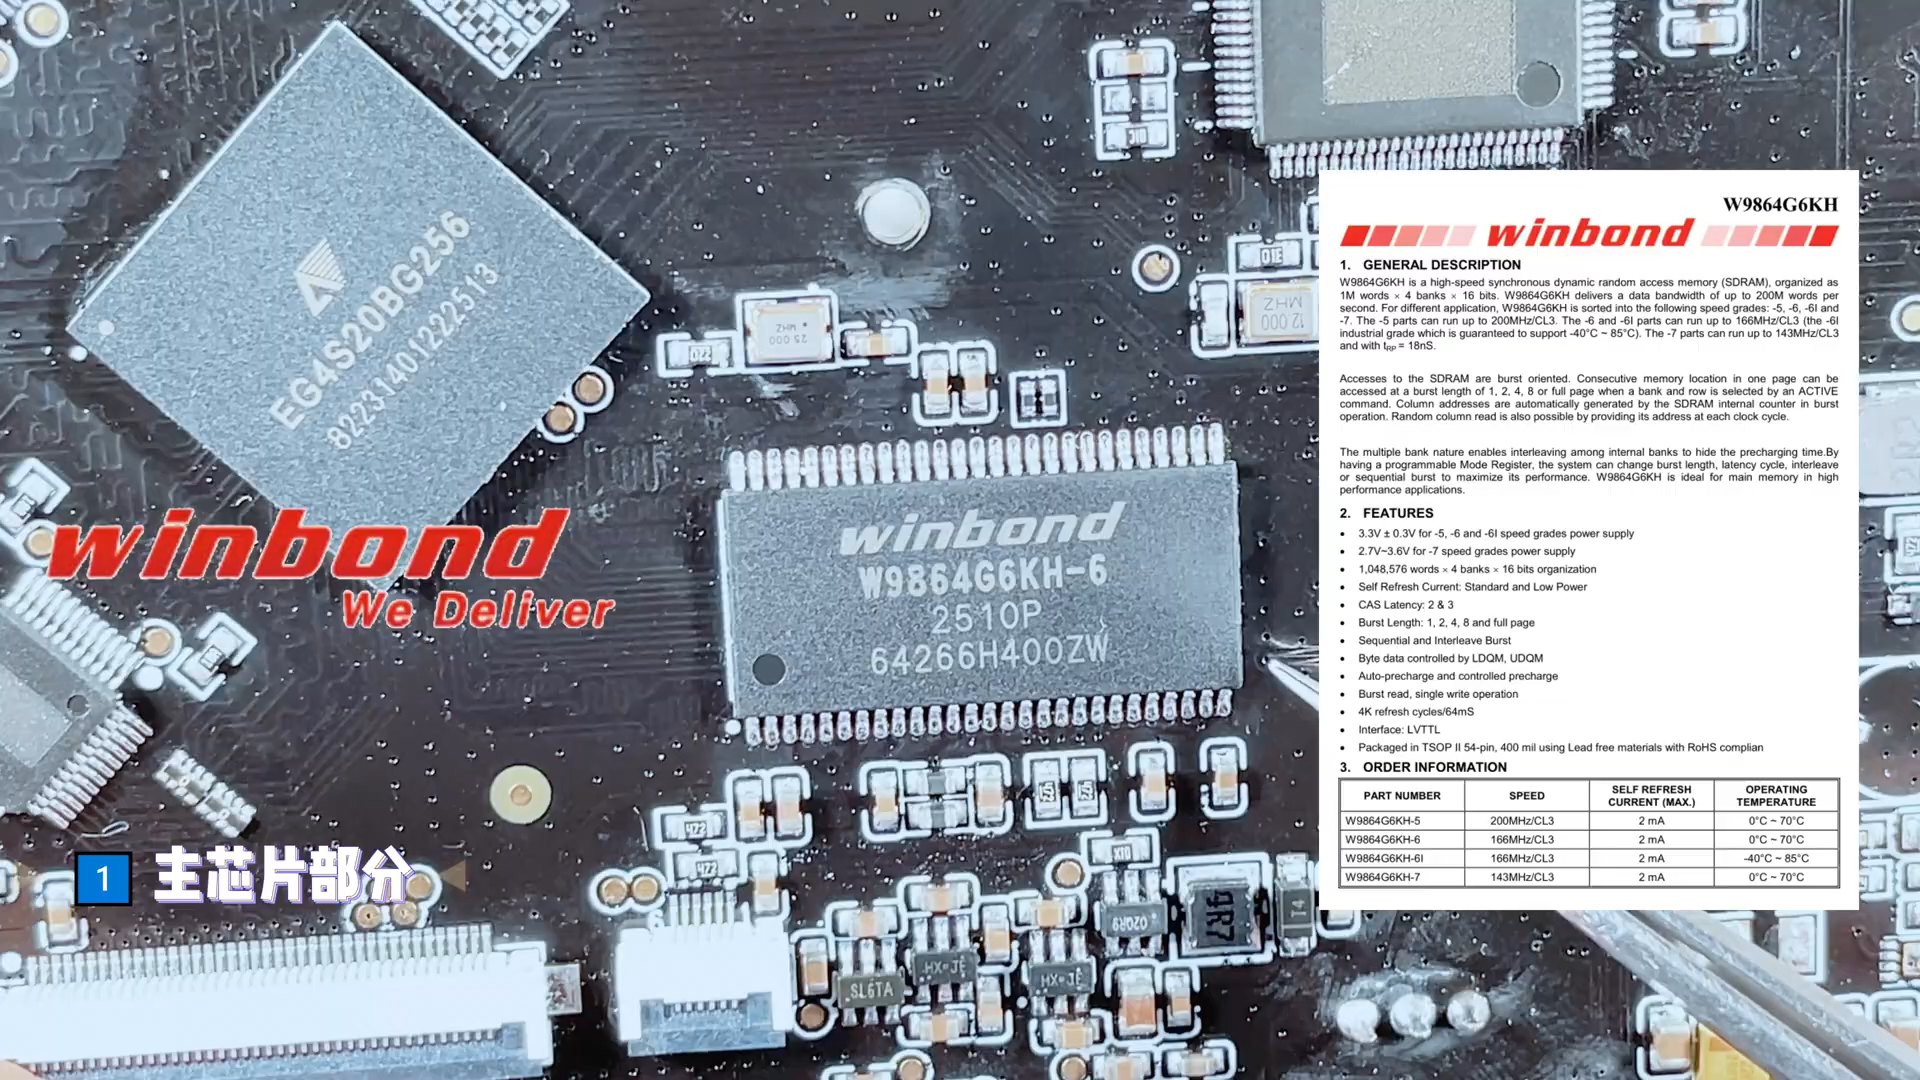 EG4S20BG256
82231401222513
winbond
We Deliver
1
主芯片部分
25.000
MHZ
12.000
MHZ
220
01E
winbond
W9864G6KH-6
2510P
64266H400ZW
472
472
SL6TA
HX=JE
HX=JE
4R7
T4
W9864G6KH
winbond
1. GENERAL DESCRIPTION
W9864G6KH is a high-speed synchronous dynamic random access memory (SDRAM), organized as
1M words × 4 banks × 16 bits. W9864G6KH delivers a data bandwidth of up to 200M words per
second. For different application, W9864G6KH is sorted into the following speed grades: -5, -6, -6I and
-7. The -5 parts can run up to 200MHz/CL3. The -6 and -6I parts can run up to 166MHz/CL3 (the -6I
industrial grade which is guaranteed to support -40°C ~ 85°C). The -7 parts can run up to 143MHz/CL3
and with tRP = 18nS.
Accesses to the SDRAM are burst oriented. Consecutive memory location in one page can be
accessed at a burst length of 1, 2, 4, 8 or full page when a bank and row is selected by an ACTIVE
command. Column addresses are automatically generated by the SDRAM internal counter in burst
operation. Random column read is also possible by providing its address at each clock cycle.
The multiple bank nature enables interleaving among internal banks to hide the precharging time.By
having a programmable Mode Register, the system can change burst length, latency cycle, interleave
or sequential burst to maximize its performance. W9864G6KH is ideal for main memory in high
performance applications.
2. FEATURES
• 3.3V ± 0.3V for -5, -6 and -6I speed grades power supply
• 2.7V~3.6V for -7 speed grades power supply
• 1,048,576 words × 4 banks × 16 bits organization
• Self Refresh Current: Standard and Low Power
• CAS Latency: 2 & 3
• Burst Length: 1, 2, 4, 8 and full page
• Sequential and Interleave Burst
• Byte data controlled by LDQM, UDQM
• Auto-precharge and controlled precharge
• Burst read, single write operation
• 4K refresh cycles/64mS
• Interface: LVTTL
• Packaged in TSOP II 54-pin, 400 mil using Lead free materials with RoHS complian
3. ORDER INFORMATION
PART NUMBER SPEED SELF REFRESH CURRENT (MAX.) OPERATING TEMPERATURE
W9864G6KH-5 200MHz/CL3 2 mA 0°C ~ 70°C
W9864G6KH-6 166MHz/CL3 2 mA 0°C ~ 70°C
W9864G6KH-6I 166MHz/CL3 2 mA -40°C ~ 85°C
W9864G6KH-7 143MHz/CL3 2 mA 0°C ~ 70°C